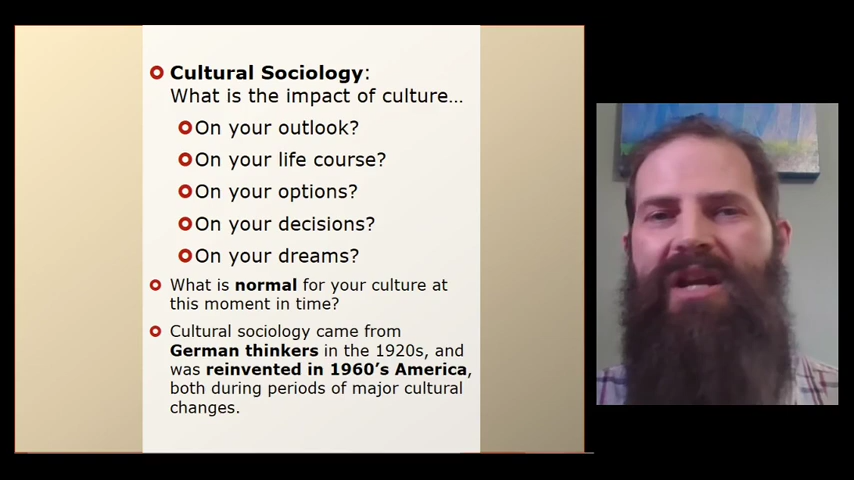 Cultural Sociology:
What is the impact of culture…
On your outlook?
On your life course?
On your options?
On your decisions?
On your dreams?
What is normal for your culture at
this moment in time?
Cultural sociology came from
German thinkers in the 1920s, and
was reinvented in 1960’s America,
both during periods of major cultural
changes.